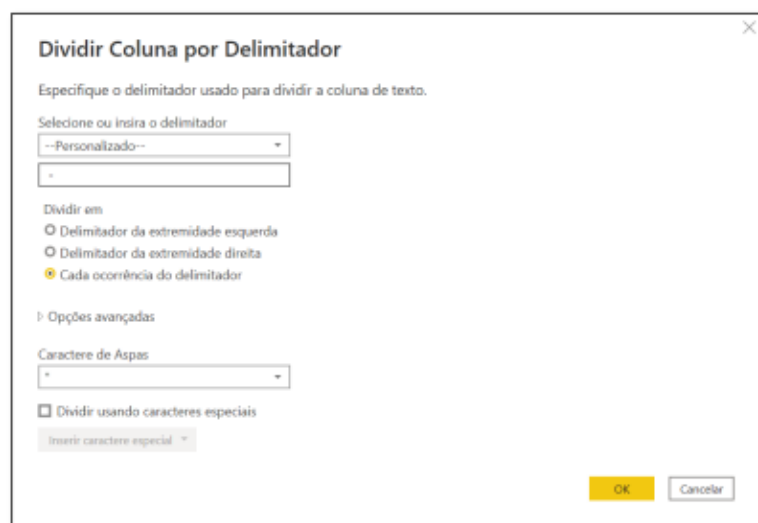 Dividir Coluna por Delimitador
Especifique o delimitador usado para dividir a coluna de texto.
Selecione ou insira o delimitador
--Personalizado--
-
Dividir em
Delimitador da extremidade esquerda
Delimitador da extremidade direita
Cada ocorrência do delimitador
Opções avançadas
Caractere de Aspas
"
Dividir usando caracteres especiais
Inserir caractere especial
OK Cancelar